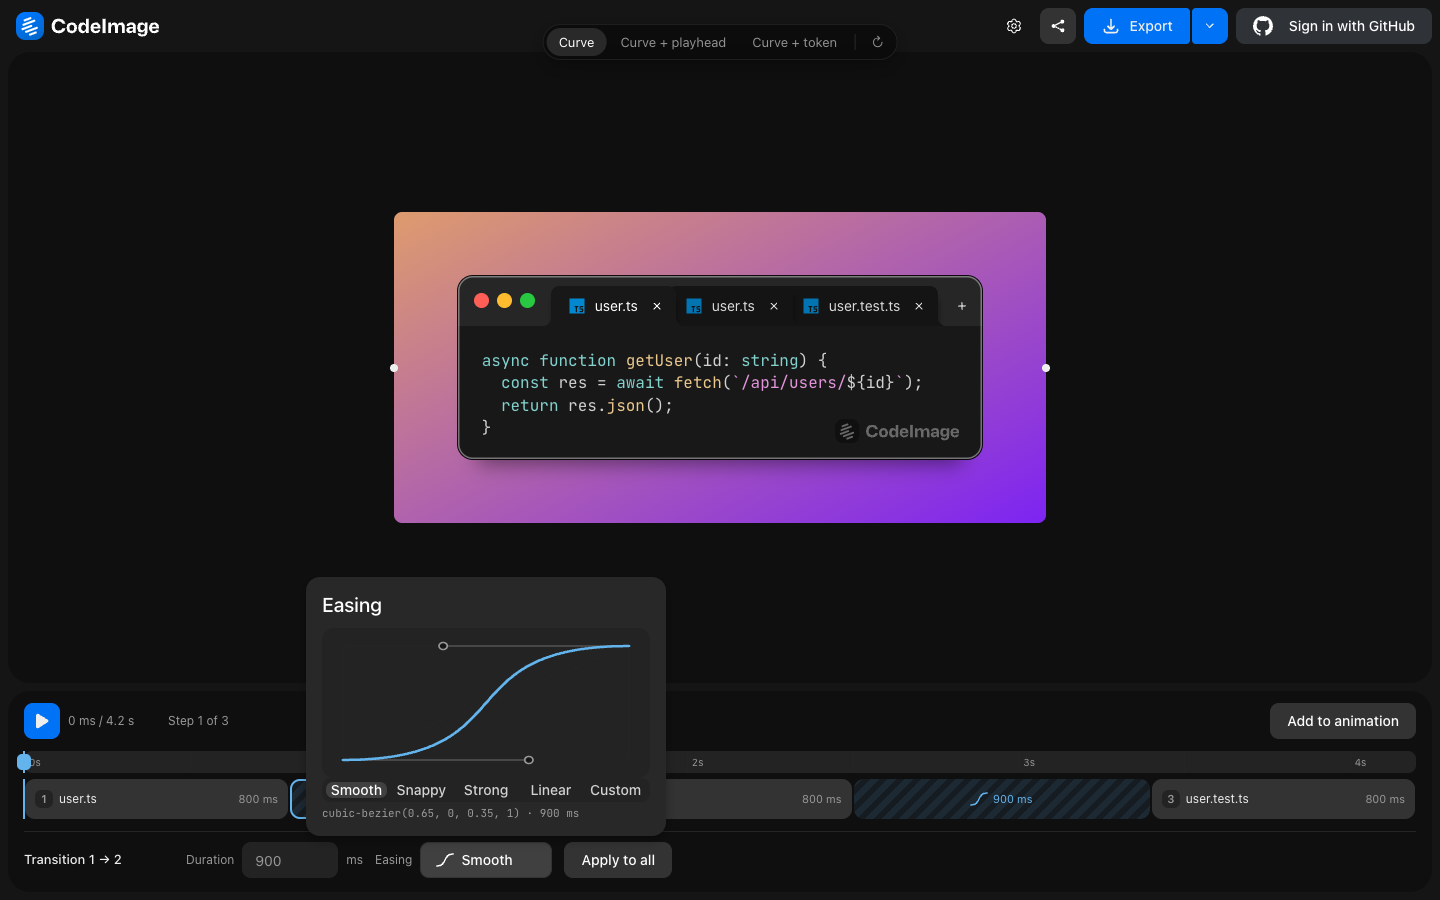 CodeImage
Curve
Curve + playhead
Curve + token
Export
Sign in with GitHub
user.ts
user.ts
user.test.ts
async function getUser(id: string) {
  const res = await fetch(`/api/users/${id}`);
  return res.json();
}
CodeImage
Easing
Smooth
Snappy
Strong
Linear
Custom
cubic-bezier(0.65, 0, 0.35, 1) · 900 ms
0 ms / 4.2 s
Step 1 of 3
Add to animation
0s
2s
3s
4s
1 user.ts 800 ms
800 ms
900 ms
3 user.test.ts 800 ms
Transition 1 → 2
Duration 900 ms
Easing Smooth
Apply to all